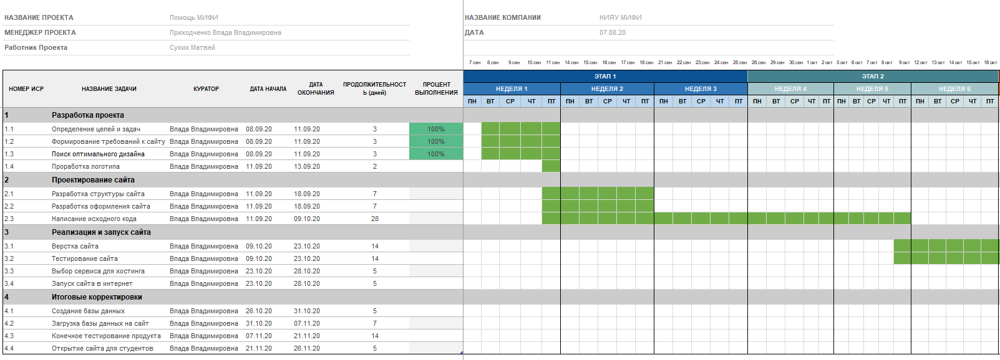 НАЗВАНИЕ ПРОЕКТА Помощь МИФИ НАЗВАНИЕ КОМПАНИИ НИЯУ МИФИ
МЕНЕДЖЕР ПРОЕКТА Приходченко Влада Владимировна ДАТА 07.08.20
Работник Проекта Сухих Матвей
7 сен 8 сен 9 сен 10 сен 11 сен 14 сен 15 сен 16 сен 17 сен 18 сен 21 сен 22 сен 23 сен 24 сен 25 сен 28 сен 29 сен 30 сен 1 окт 2 окт 5 окт 6 окт 7 окт 8 окт 9 окт 12 окт 13 окт 14 окт 15 окт 16 окт
ЭТАП 1 ЭТАП 2
НОМЕР ИСР НАЗВАНИЕ ЗАДАЧИ КУРАТОР ДАТА НАЧАЛА ДАТА ОКОНЧАНИЯ ПРОДОЛЖИТЕЛЬНОСТ Ь (дней) ПРОЦЕНТ ВЫПОЛНЕНИЯ НЕДЕЛЯ 1 НЕДЕЛЯ 2 НЕДЕЛЯ 3 НЕДЕЛЯ 4 НЕДЕЛЯ 5 НЕДЕЛЯ 6
ПН ВТ СР ЧТ ПТ ПН ВТ СР ЧТ ПТ ПН ВТ СР ЧТ ПТ ПН ВТ СР ЧТ ПТ ПН ВТ СР ЧТ ПТ ПН ВТ СР ЧТ ПТ
1 Разработка проекта
1.1 Определение целей и задач Влада Владимировна 08.09.20 11.09.20 3 100%
1.2 Формирование требований к сайту Влада Владимировна 08.09.20 11.09.20 3 100%
1.3 Поиск оптимального дизайна Влада Владимировна 08.09.20 11.09.20 3 100%
1.4 Проработка логотипа Влада Владимировна 11.09.20 13.09.20 2
2 Проектирование сайта
2.1 Разработка структуры сайта Влада Владимировна 11.09.20 18.09.20 7
2.2 Разработка оформления сайта Влада Владимировна 11.09.20 18.09.20 7
2.3 Написание исходного кода Влада Владимировна 11.09.20 09.10.20 28
3 Реализация и запуск сайта
3.1 Верстка сайта Влада Владимировна 09.10.20 23.10.20 14
3.2 Тестирование сайта Влада Владимировна 09.10.20 23.10.20 14
3.3 Выбор сервиса для хостинга Влада Владимировна 23.10.20 28.10.20 5
3.4 Запуск сайта в интернет Влада Владимировна 23.10.20 28.10.20 5
4 Итоговые корректировки
4.1 Создание базы данных Влада Владимировна 26.10.20 31.10.20 5
4.2 Загрузка базы данных на сайт Влада Владимировна 31.10.20 07.11.20 7
4.3 Конечное тестирование продукта Влада Владимировна 07.11.20 21.11.20 14
4.4 Открытие сайта для студентов Влада Владимировна 21.11.20 26.11.20 5